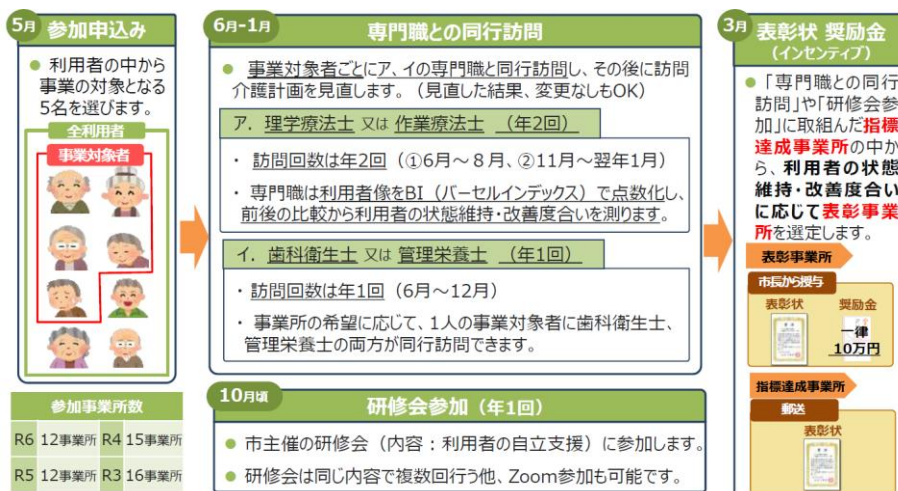 5月 参加申込み
● 利用者の中から
事業の対象となる
5名を選びます。
全利用者
事業対象者
参加事業所数
R6 12事業所 R4 15事業所
R5 12事業所 R3 16事業所
6月-1月 専門職との同行訪問
● 事業対象者ごとにア、イの専門職と同行訪問し、その後に訪問
介護計画を見直します。（見直した結果、変更なしもOK）
ア．理学療法士 又は 作業療法士 （年2回）
・ 訪問回数は年2回（①6月～８月、②11月～翌年1月）
・ 専門職は利用者像をBI（バーセルインデックス）で点数化し、
前後の比較から利用者の状態維持・改善度合いを測ります。
イ．歯科衛生士 又は 管理栄養士 （年1回）
・訪問回数は年1回（6月～12月）
・ 事業所の希望に応じて、1人の事業対象者に歯科衛生士、
管理栄養士の両方が同行訪問できます。
10月頃 研修会参加（年1回）
● 市主催の研修会（内容：利用者の自立支援）に参加します。
● 研修会は同じ内容で複数回行う他、Zoom参加も可能です。
3月 表彰状 奨励金
（インセンティブ）
● 「専門職との同行
訪問」や「研修会参
加」に取組んだ指標
達成事業所の中か
ら、利用者の状態
維持・改善度合い
に応じて表彰事業
所を選定します。
表彰事業所
市長から授与
表彰状 奨励金
一律
10万円
指標達成事業所
郵送
表彰状